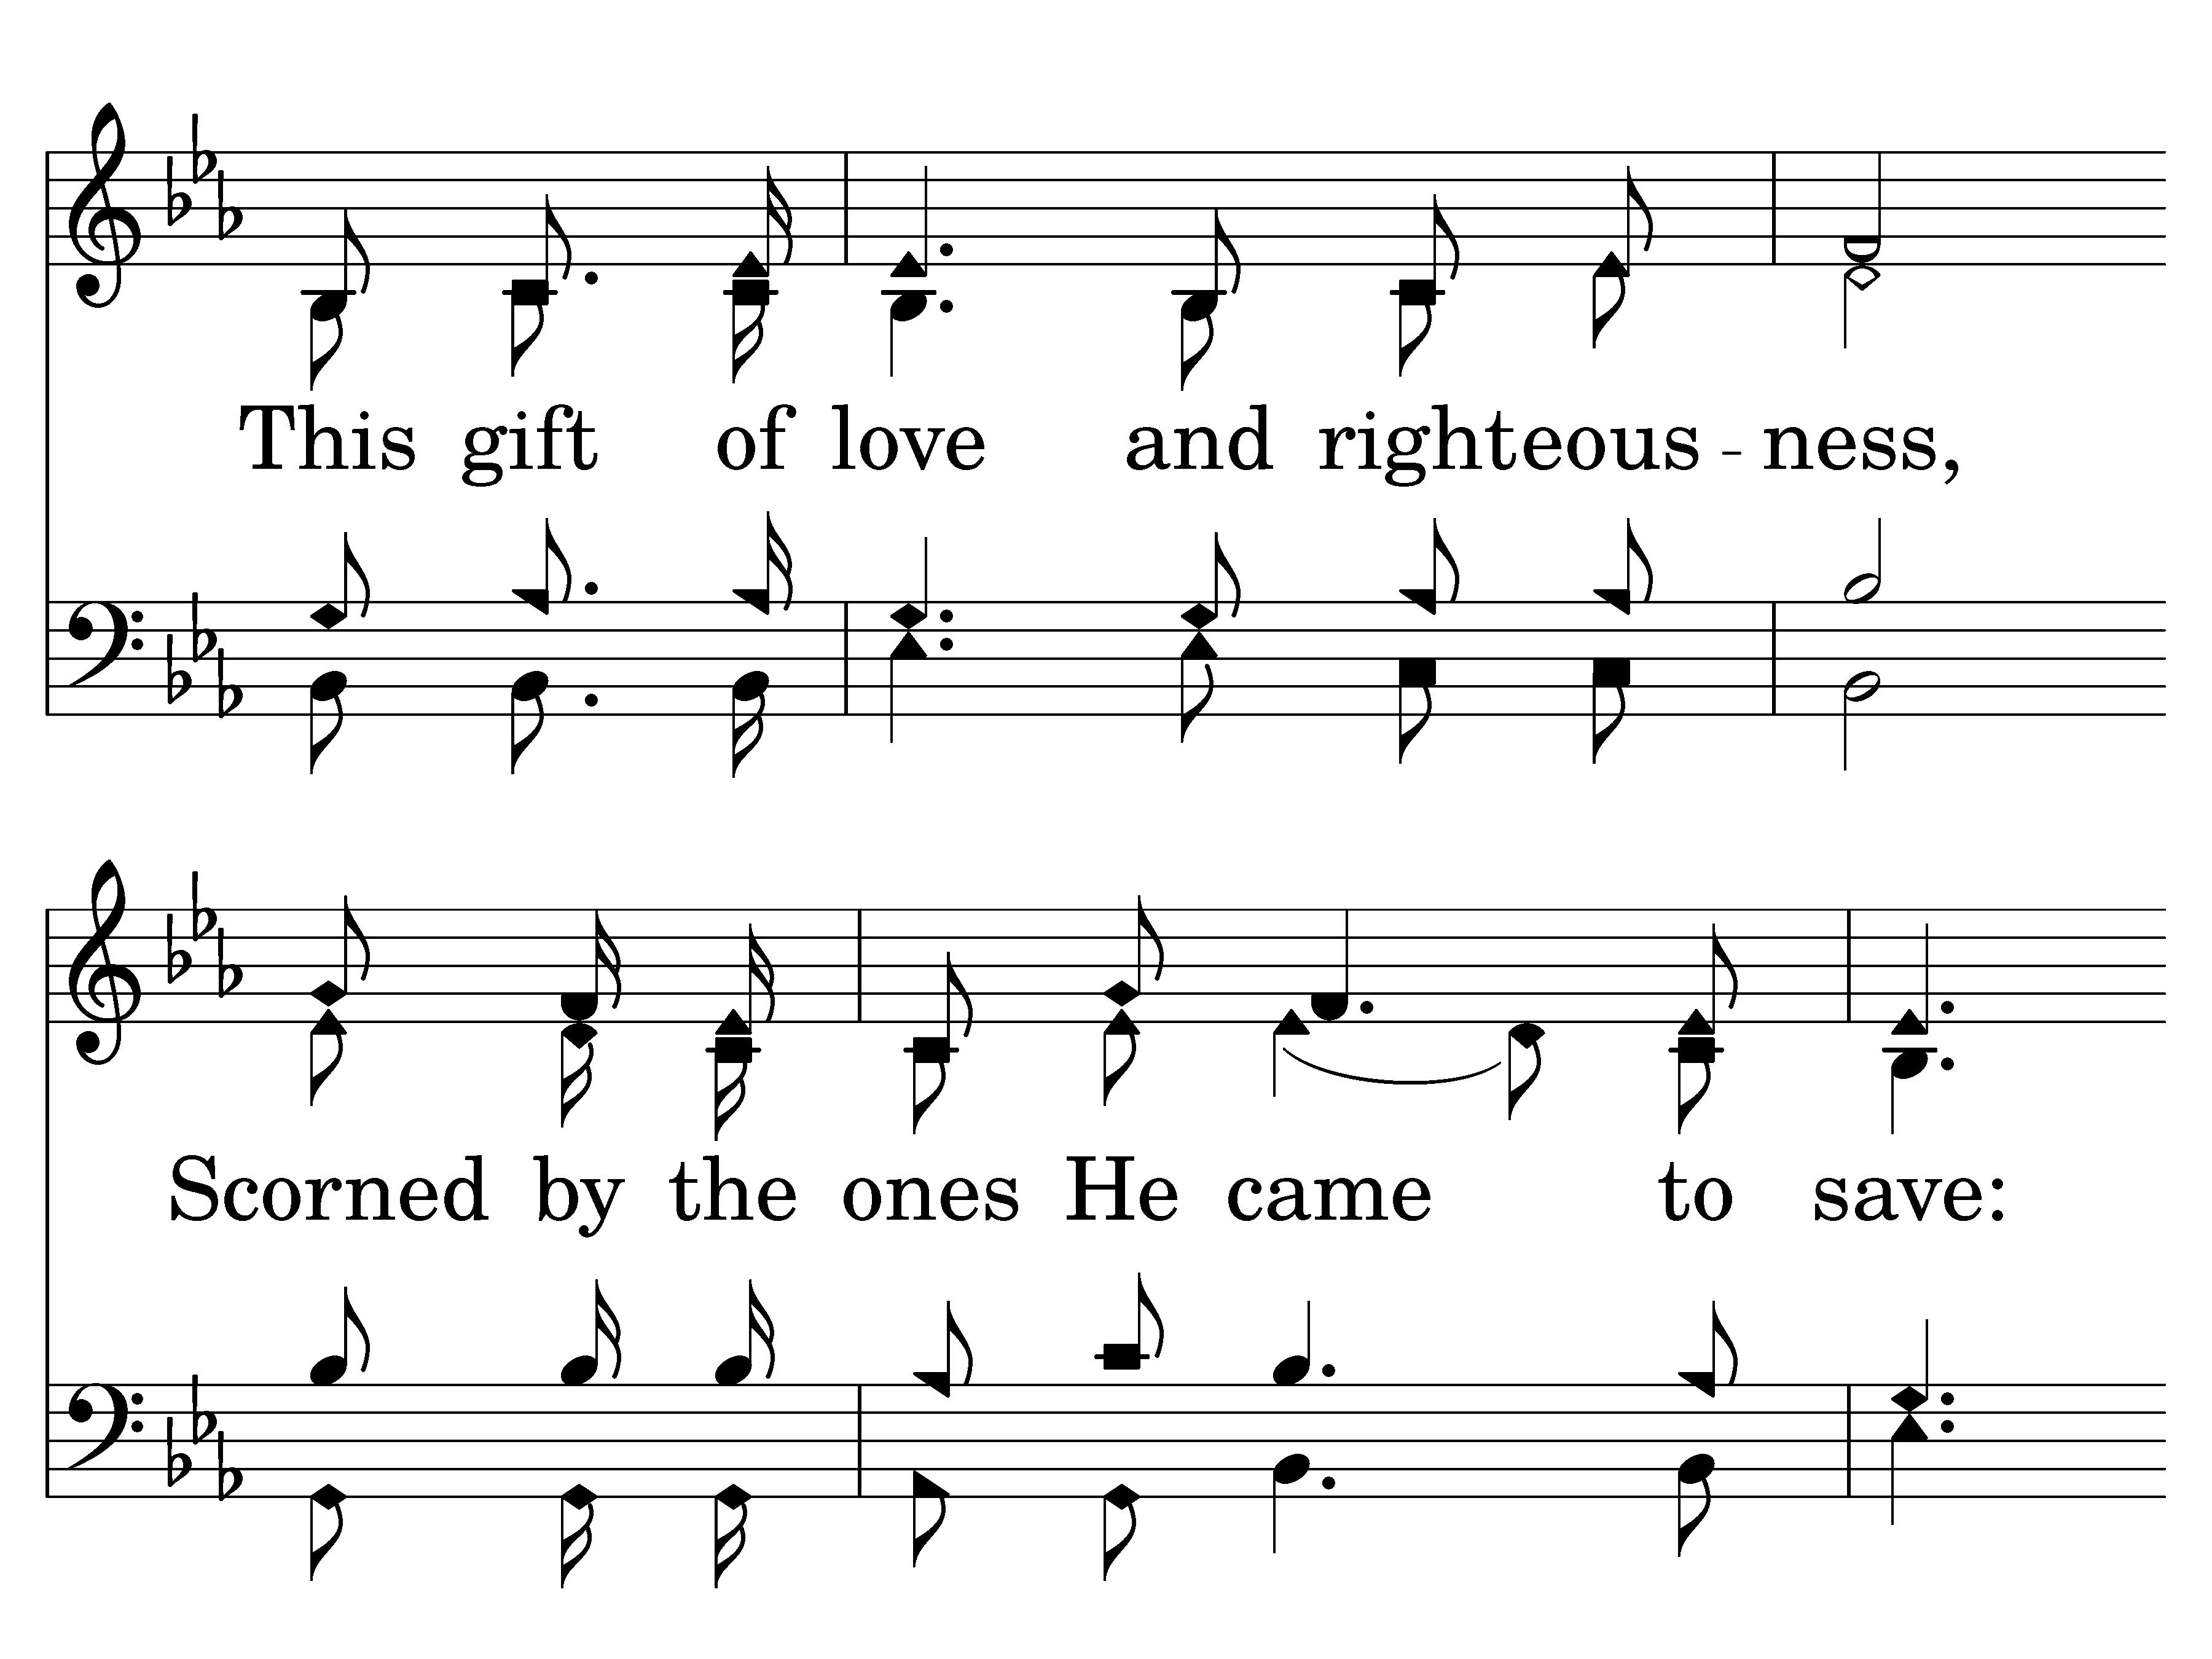 This gift of love and righteous - ness,
Scorned by the ones He came to save: